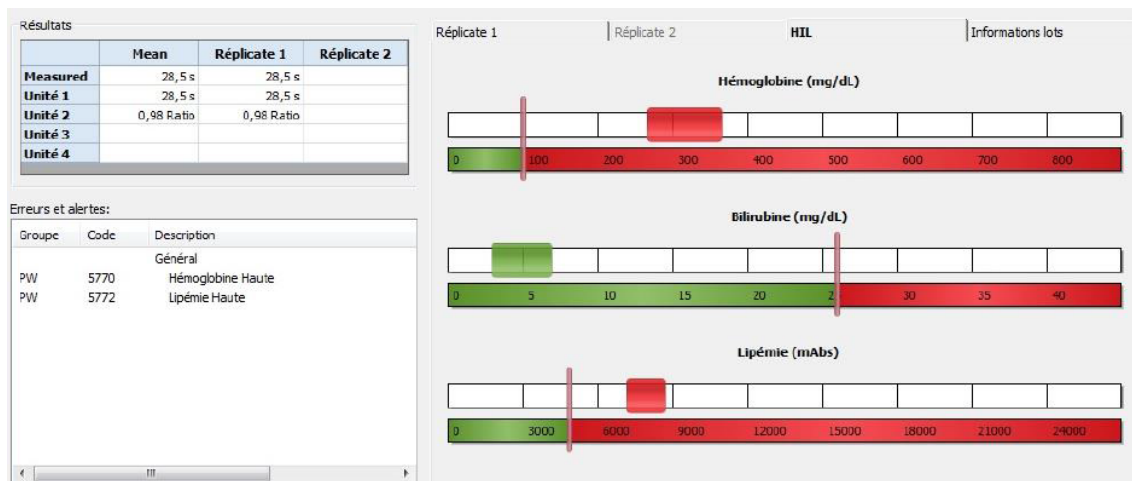 Résultats
Mean Réplicate 1 Réplicate 2
Measured 28,5 s 28,5 s
Unité 1 28,5 s 28,5 s
Unité 2 0,98 Ratio 0,98 Ratio
Unité 3
Unité 4
Erreurs et alertes:
Groupe Code Description
Général
PW 5770 Hémoglobine Haute
PW 5772 Lipémie Haute
Réplicate 1 Réplicate 2 HIL Informations lots
Hémoglobine (mg/dL)
0 100 200 300 400 500 600 700 800
Bilirubine (mg/dL)
0 5 10 15 20 30 35 40
Lipémie (mAbs)
0 3000 6000 9000 12000 15000 18000 21000 24000